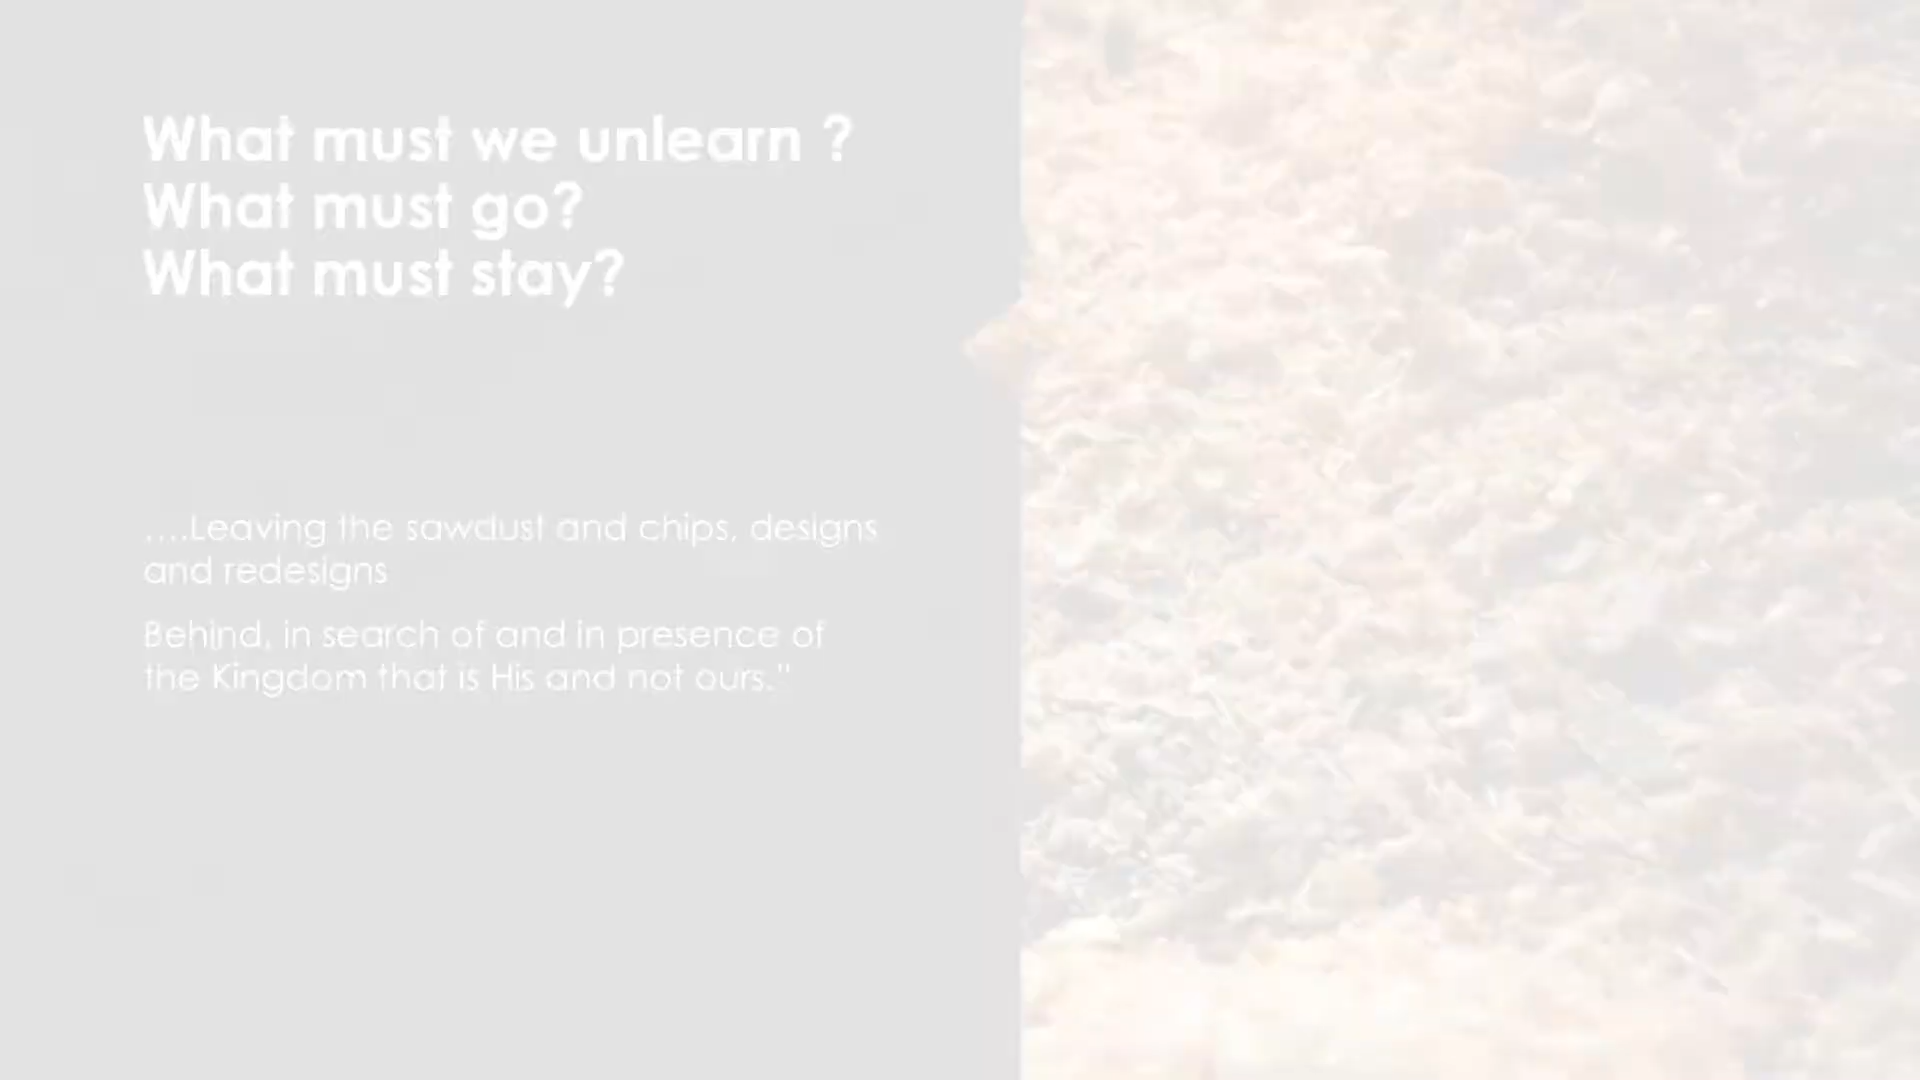 What must we unlearn ?
What must go?
What must stay?
....Leaving the sawdust and chips, designs
and redesigns
Behind, in search of and in presence of
the Kingdom that is His and not ours."